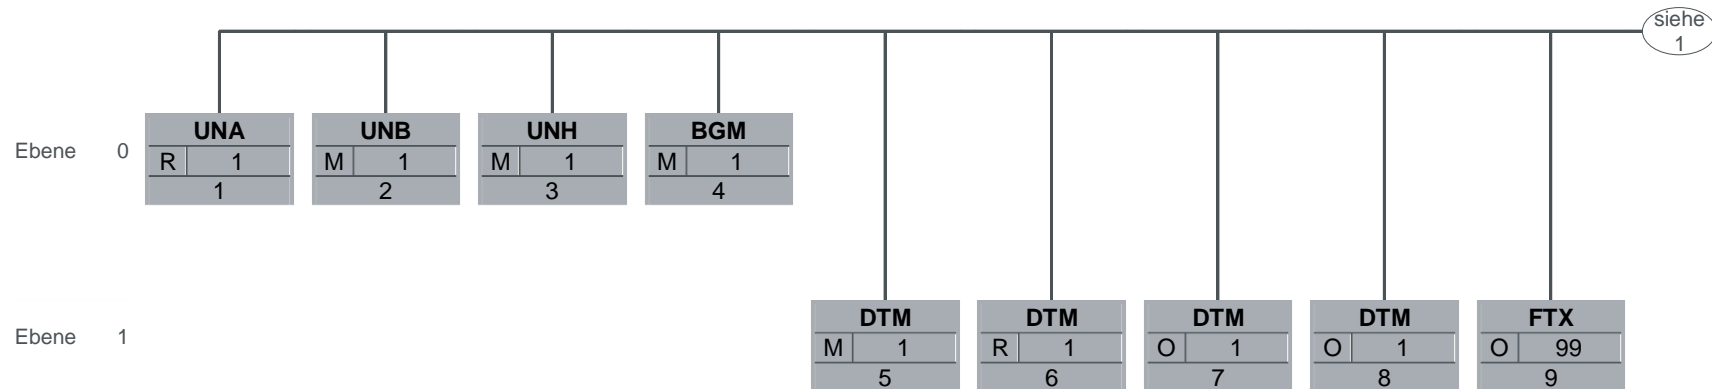 siehe
1
Ebene 0
UNA
R 1
1
UNB
M 1
2
UNH
M 1
3
BGM
M 1
4
Ebene 1
DTM
M 1
5
DTM
R 1
6
DTM
O 1
7
DTM
O 1
8
FTX
O 99
9